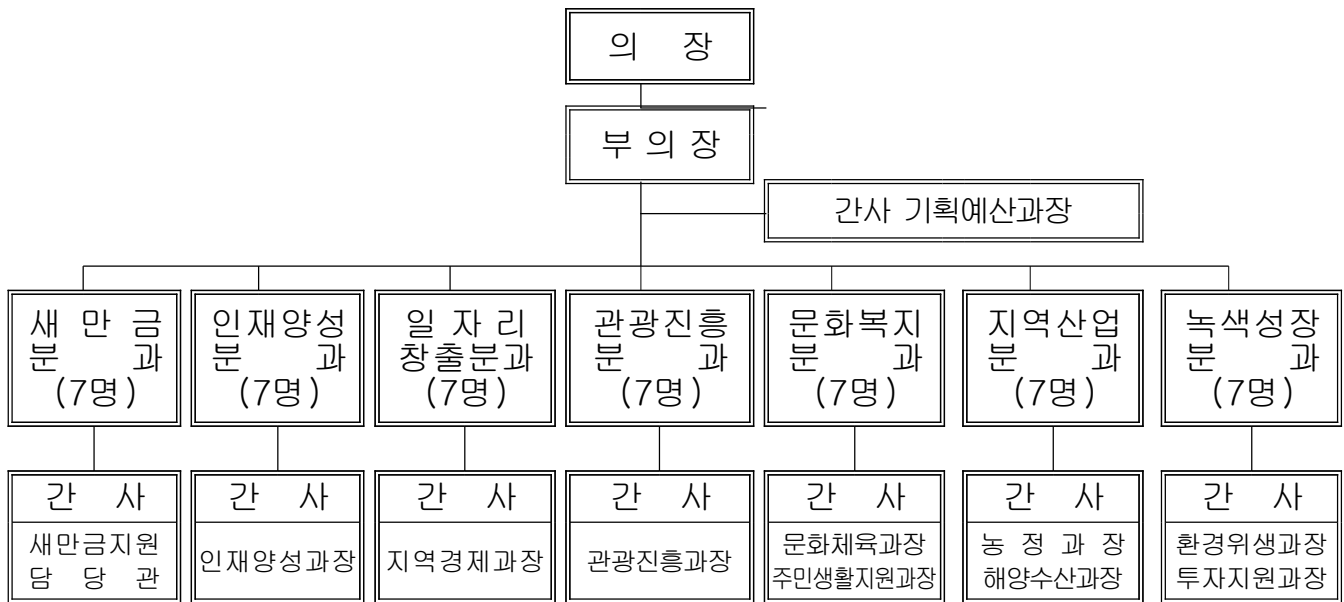 의 장
부 의 장
간사 기획예산과장
새 만 금
분 과
(7명)
인재양성
분 과
(7명)
일 자 리
창출분과
(7명)
관광진흥
분 과
(7명)
문화복지
분 과
(7명)
지역산업
분 과
(7명)
녹색성장
분 과
(7명)
간 사
새만금지원
담 당 관
간 사
인재양성과장
간 사
지역경제과장
간 사
관광진흥과장
간 사
문화체육과장
주민생활지원과장
간 사
농 정 과 장
해양수산과장
간 사
환경위생과장
투자지원과장